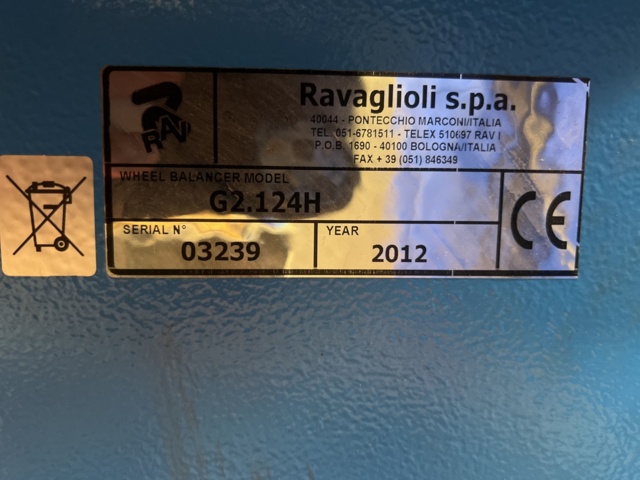 RAV
Ravaglioli s.p.a.
40044 - PONTECCHIO MARCONI/ITALIA
TEL. 051-6781511 - TELEX 510697 RAV I
P.O.B. 1690 - 40100 BOLOGNA/ITALIA
FAX + 39 (051) 846349
WHEEL BALANCER MODEL
G2.124H
CE
SERIAL N°
03239
YEAR
2012